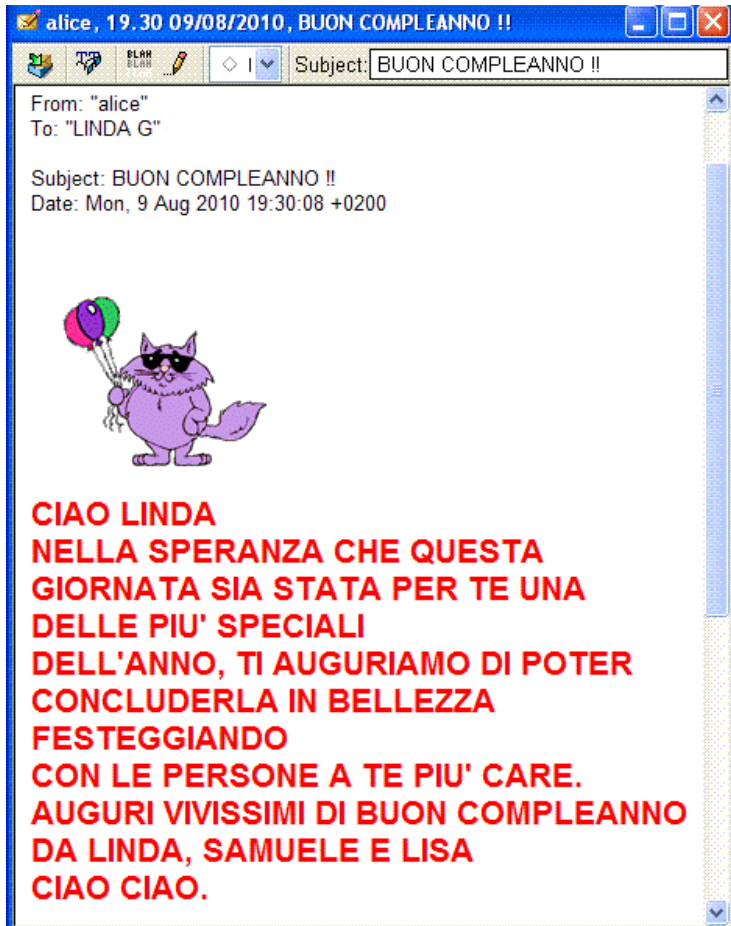 alice, 19.30 09/08/2010, BUON COMPLEANNO !!
BLAH
BLAH
Subject: BUON COMPLEANNO !!
From: "alice"
To: "LINDA G"
Subject: BUON COMPLEANNO !!
Date: Mon, 9 Aug 2010 19:30:08 +0200
CIAO LINDA
NELLA SPERANZA CHE QUESTA
GIORNATA SIA STATA PER TE UNA
DELLE PIU' SPECIALI
DELL'ANNO, TI AUGURIAMO DI POTER
CONCLUDERLA IN BELLEZZA
FESTEGGIANDO
CON LE PERSONE A TE PIU' CARE.
AUGURI VIVISSIMI DI BUON COMPLEANNO
DA LINDA, SAMUELE E LISA
CIAO CIAO.